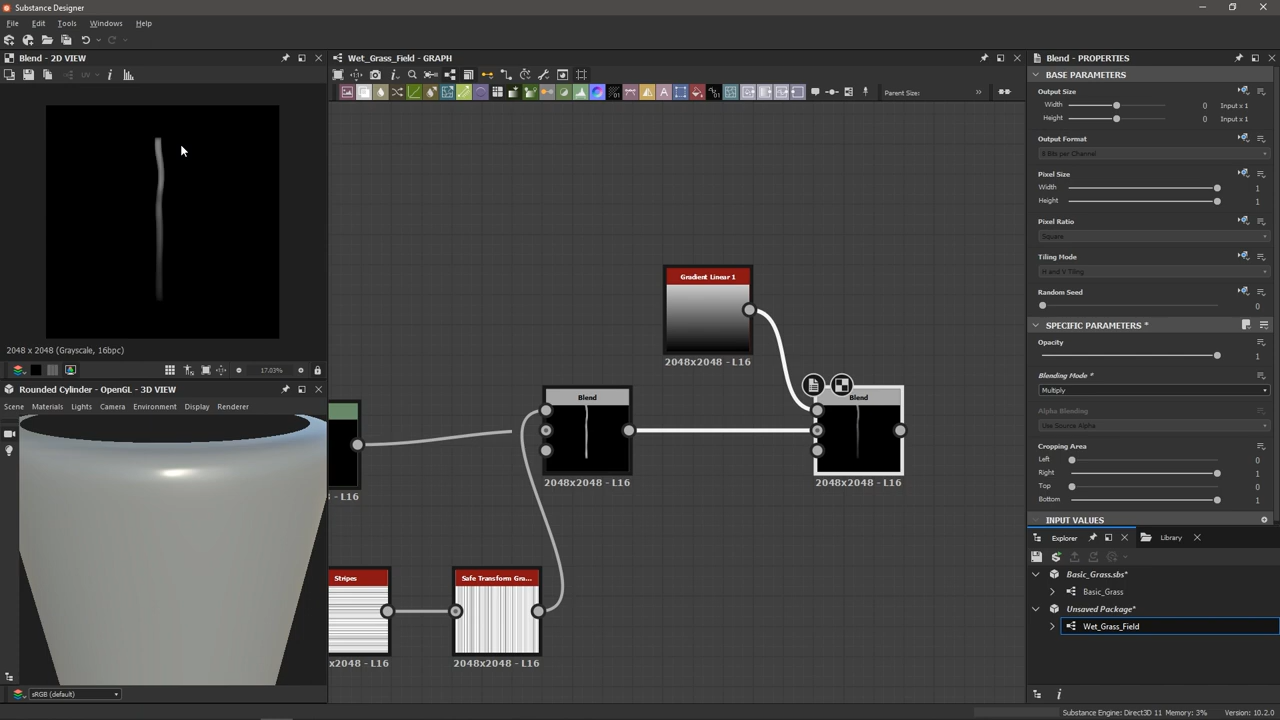 Substance Designer
File Edit Tools Windows Help
Blend - 2D VIEW
UV
2048 x 2048 (Grayscale, 16bpc)
17.03%
Rounded Cylinder - OpenGL - 3D VIEW
Scene Materials Lights Camera Environment Display Renderer
sRGB (default)
Wet_Grass_Field - GRAPH
Parent Size:
Gradient Linear 1
2048x2048 - L16
Blend
2048x2048 - L16
Blend
2048x2048 - L16
- L16
Stripes
x2048 - L16
Safe Transform Gra...
2048x2048 - L16
Blend - PROPERTIES
BASE PARAMETERS
Output Size
Width 0 Input x 1
Height 0 Input x 1
Output Format
8 Bits per Channel
Pixel Size
Width 1
Height 1
Pixel Ratio
Square
Tiling Mode
H and V Tiling
Random Seed
0
SPECIFIC PARAMETERS *
Opacity
1
Blending Mode *
Multiply
Alpha Blending
Use Source Alpha
Cropping Area
Left 0
Right 1
Top 0
Bottom 1
INPUT VALUES
Explorer
Library
Basic_Grass.sbs*
Basic_Grass
Unsaved Package*
Wet_Grass_Field
Substance Engine: Direct3D 11 Memory: 3% Version: 10.2.0